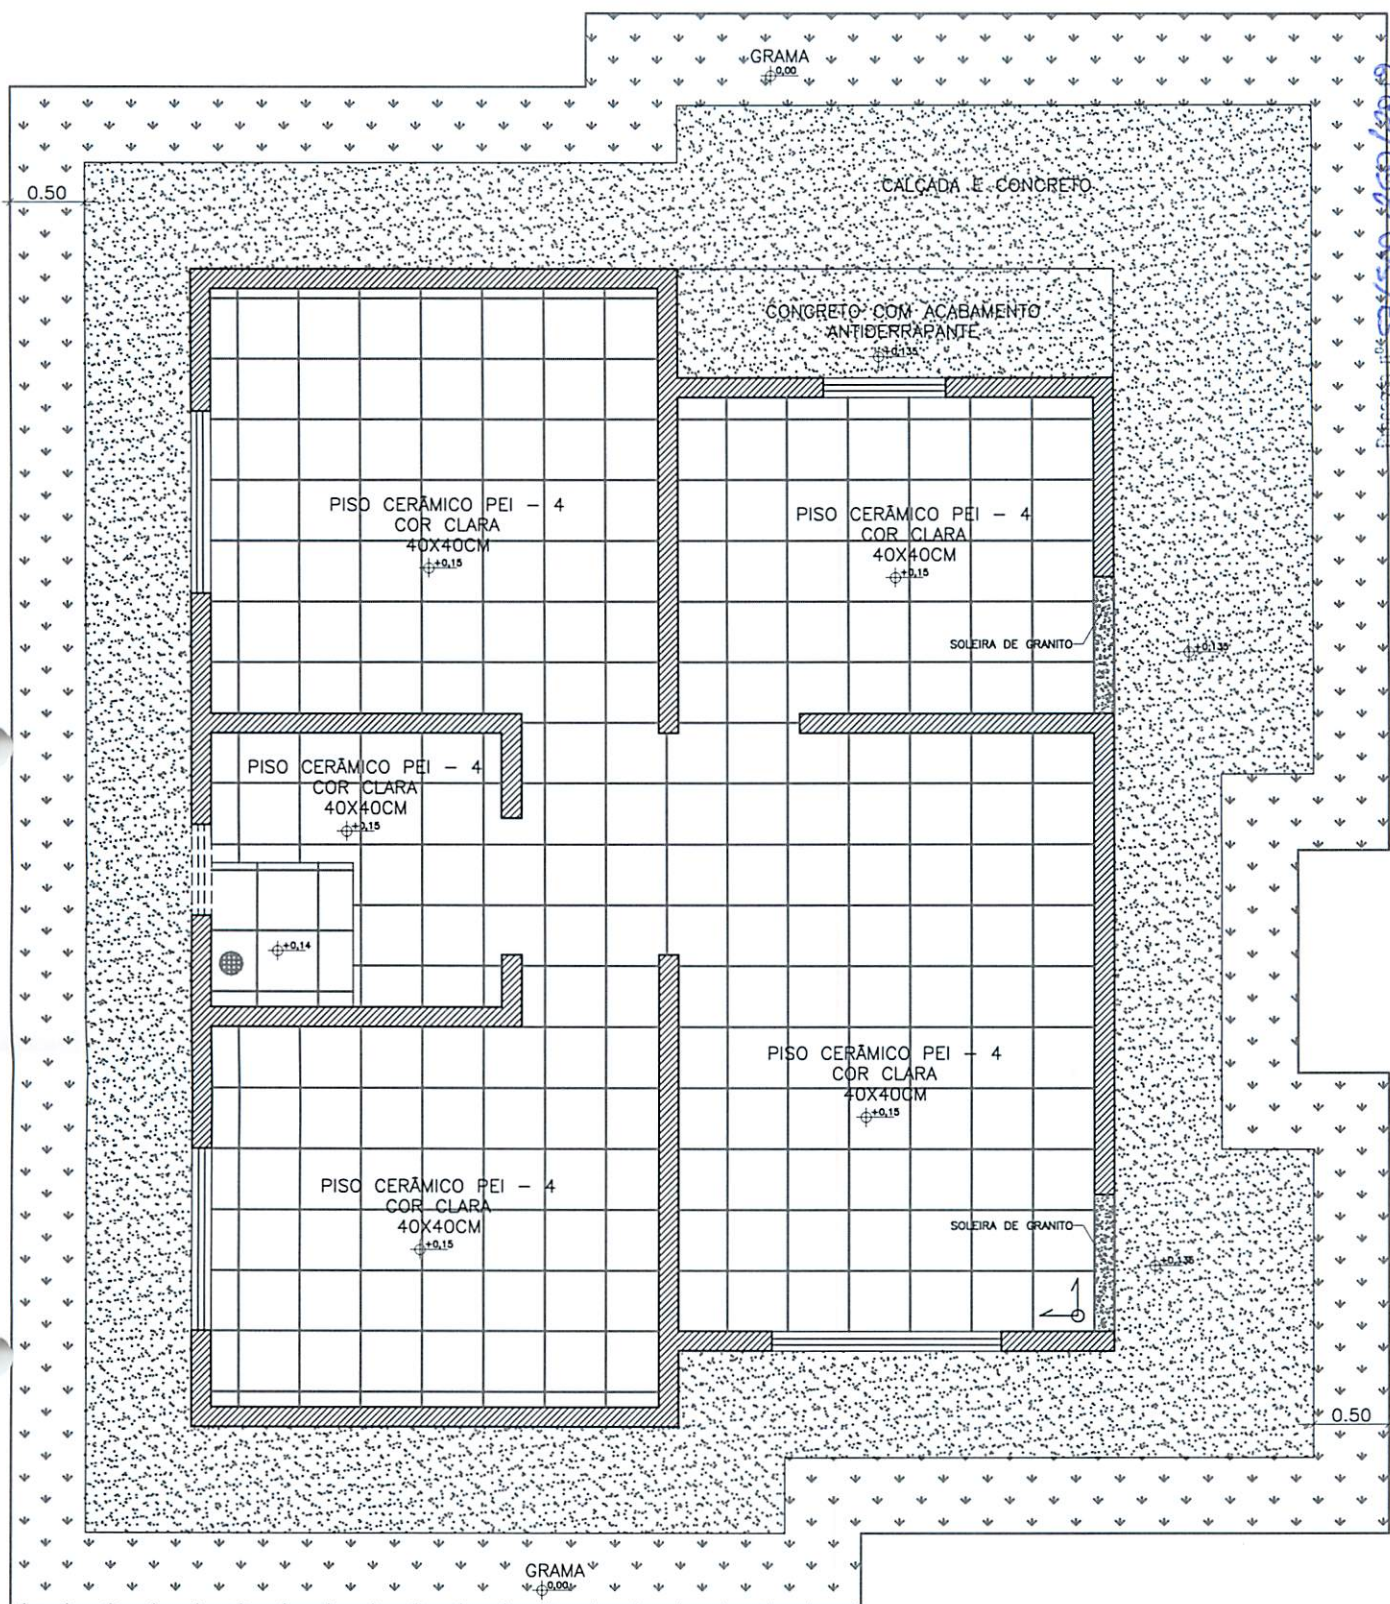 GRAMA
0,00
0.50
CALÇADA E CONCRETO
CONCRETO COM ACABAMENTO
ANTIDERRAPANTE
+0,135
PISO CERÂMICO PEI - 4
COR CLARA
40X40CM
+0,15
PISO CERÂMICO PEI - 4
COR CLARA
40X40CM
+0,15
SOLEIRA DE GRANITO
+0,135
PISO CERÂMICO PEI - 4
COR CLARA
40X40CM
+0,15
+0,14
PISO CERÂMICO PEI - 4
COR CLARA
40X40CM
+0,15
PISO CERÂMICO PEI - 4
COR CLARA
40X40CM
+0,15
SOLEIRA DE GRANITO
+0,135
0.50
GRAMA
0,00